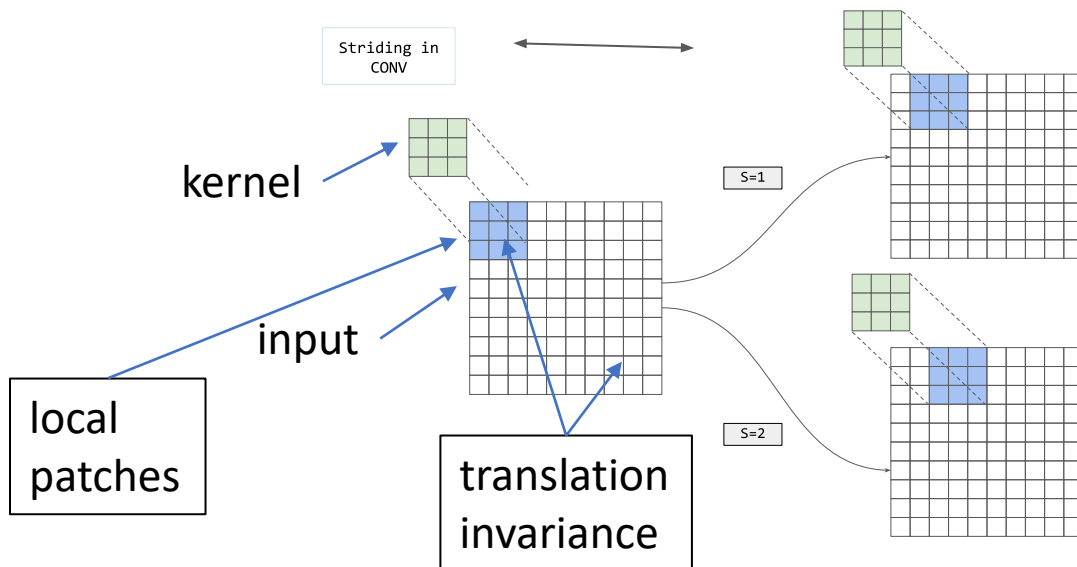 Striding in
CONV
kernel
S=1
input
local
patches
S=2
translation
invariance